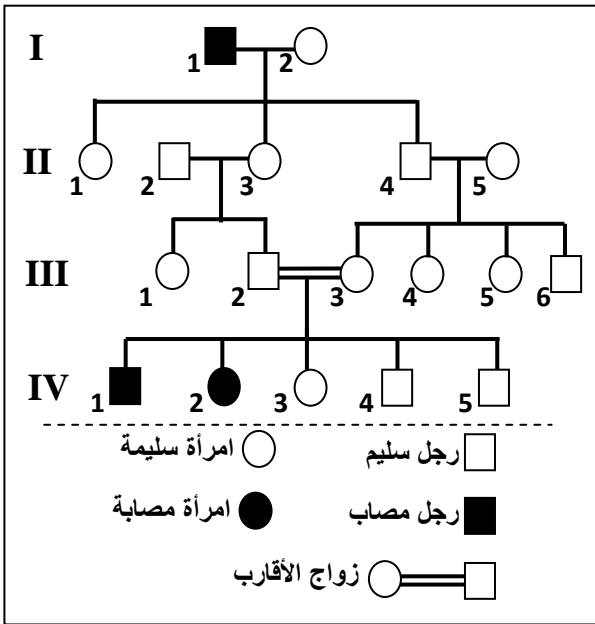 I
1 2
II
1 2 3 4 5
III
1 2 3 4 5 6
IV
1 2 3 4 5
رجل سليم امرأة سليمة
رجل مصاب امرأة مصابة
زواج الأقارب